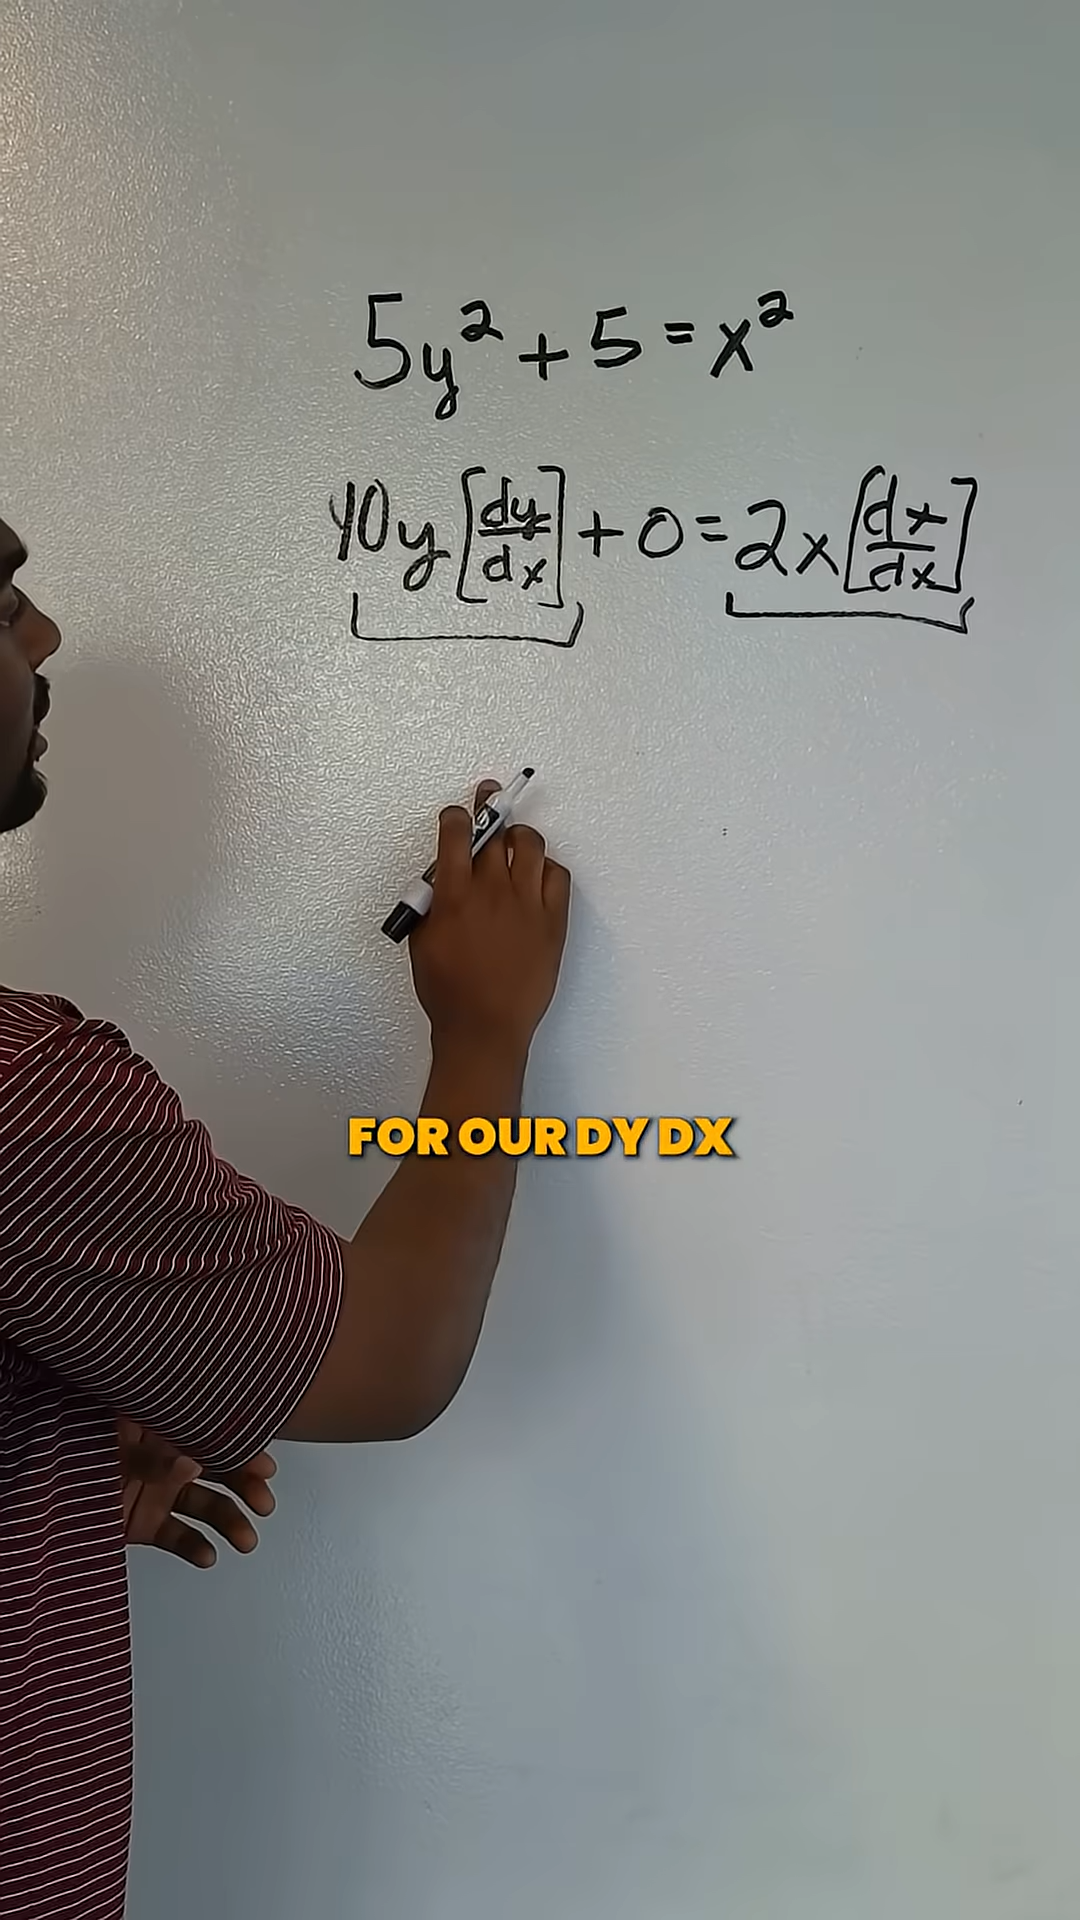 5y² + 5 = x²
10y [dy/dx] + 0 = 2x [dx/dx]
FOR OUR DY DX